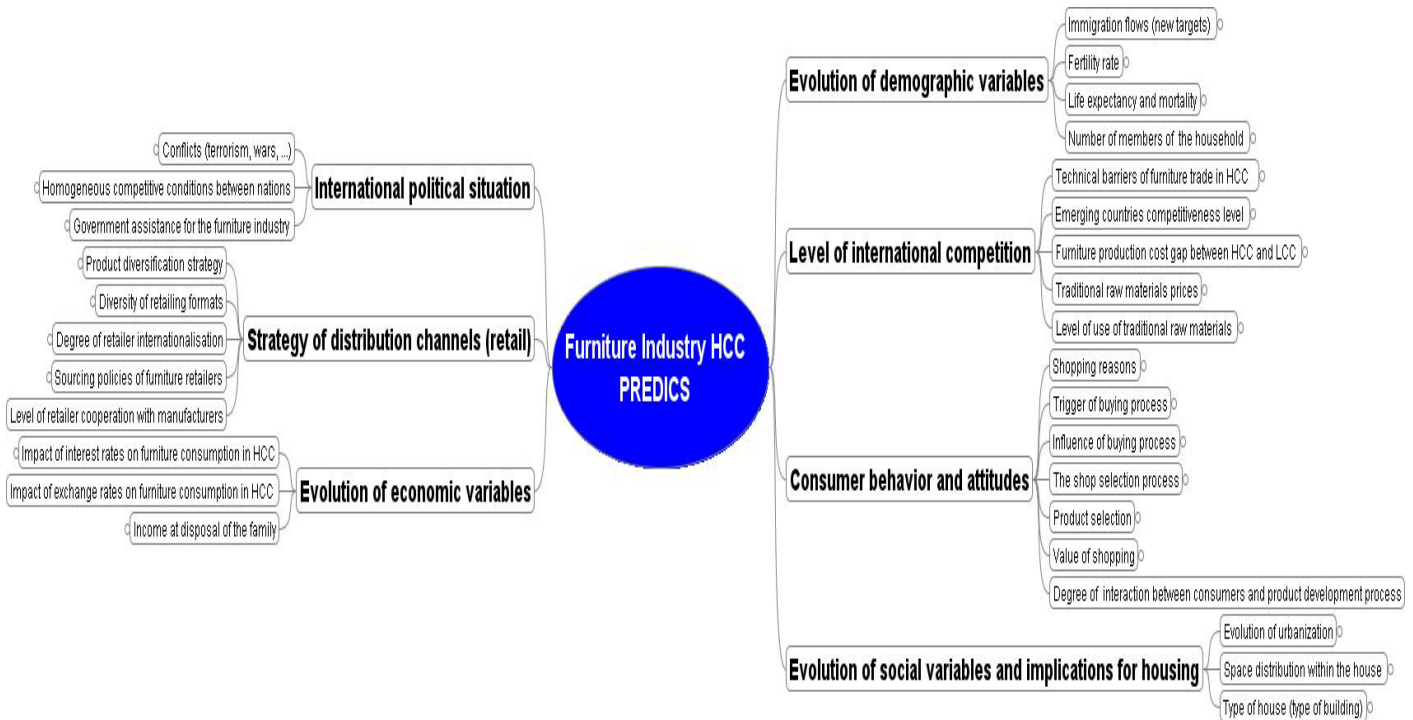 Furniture Industry HCC
PREDICS
International political situation
Conflicts (terrorism, wars, ...)
Homogeneous competitive conditions between nations
Government assistance for the furniture industry
Strategy of distribution channels (retail)
Product diversification strategy
Diversity of retailing formats
Degree of retailer internationalisation
Sourcing policies of furniture retailers
Level of retailer cooperation with manufacturers
Evolution of economic variables
Impact of interest rates on furniture consumption in HCC
Impact of exchange rates on furniture consumption in HCC
Income at disposal of the family
Evolution of demographic variables
Immigration flows (new targets)
Fertility rate
Life expectancy and mortality
Number of members of the household
Level of international competition
Technical barriers of furniture trade in HCC
Emerging countries competitiveness level
Furniture production cost gap between HCC and LCC
Traditional raw materials prices
Level of use of traditional raw materials
Consumer behavior and attitudes
Shopping reasons
Trigger of buying process
Influence of buying process
The shop selection process
Product selection
Value of shopping
Degree of interaction between consumers and product development process
Evolution of social variables and implications for housing
Evolution of urbanization
Space distribution within the house
Type of house (type of building)